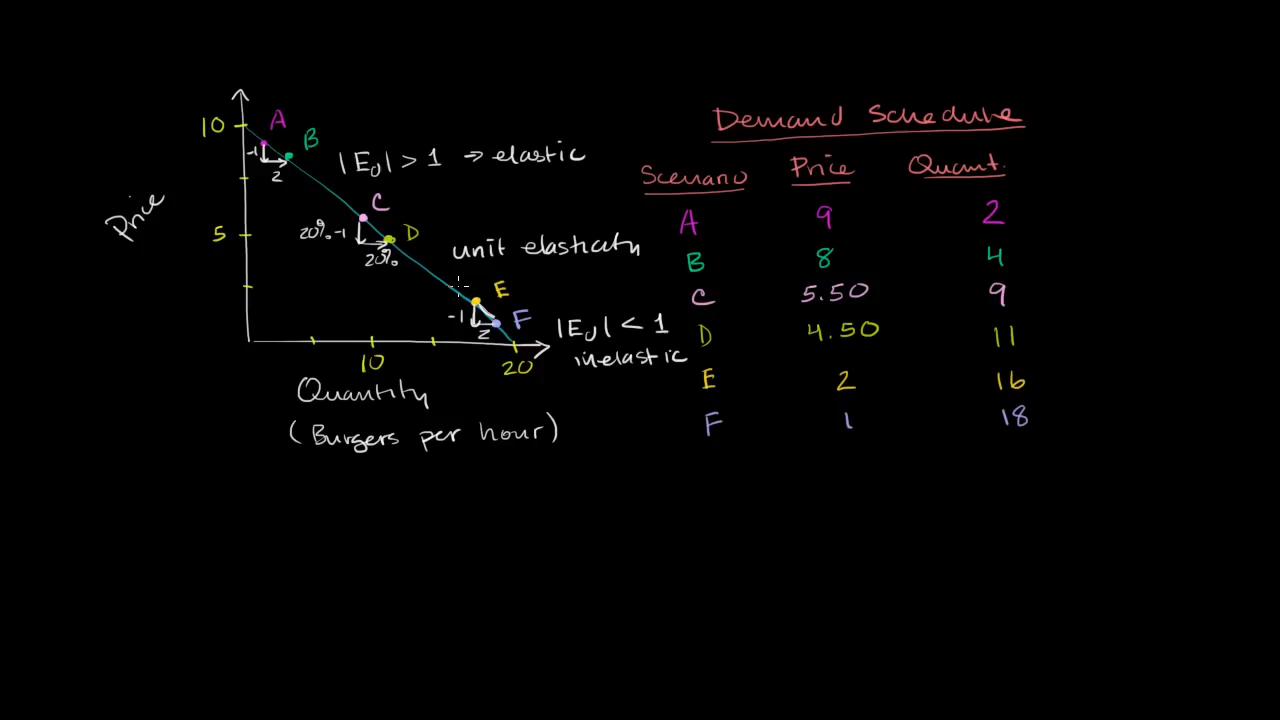 Demand Schedule
Scenario Price Quant.
A 9 2
B 8 4
C 5.50 9
D 4.50 11
E 2 16
F 1 18
10
A
B
-1
2
|E_D| > 1 → elastic
Price
5
C
D
20% -1
20%
unit elasticity
E
F
-1
2
|E_D| < 1
inelastic
10
20
Quantity
(Burgers per hour)